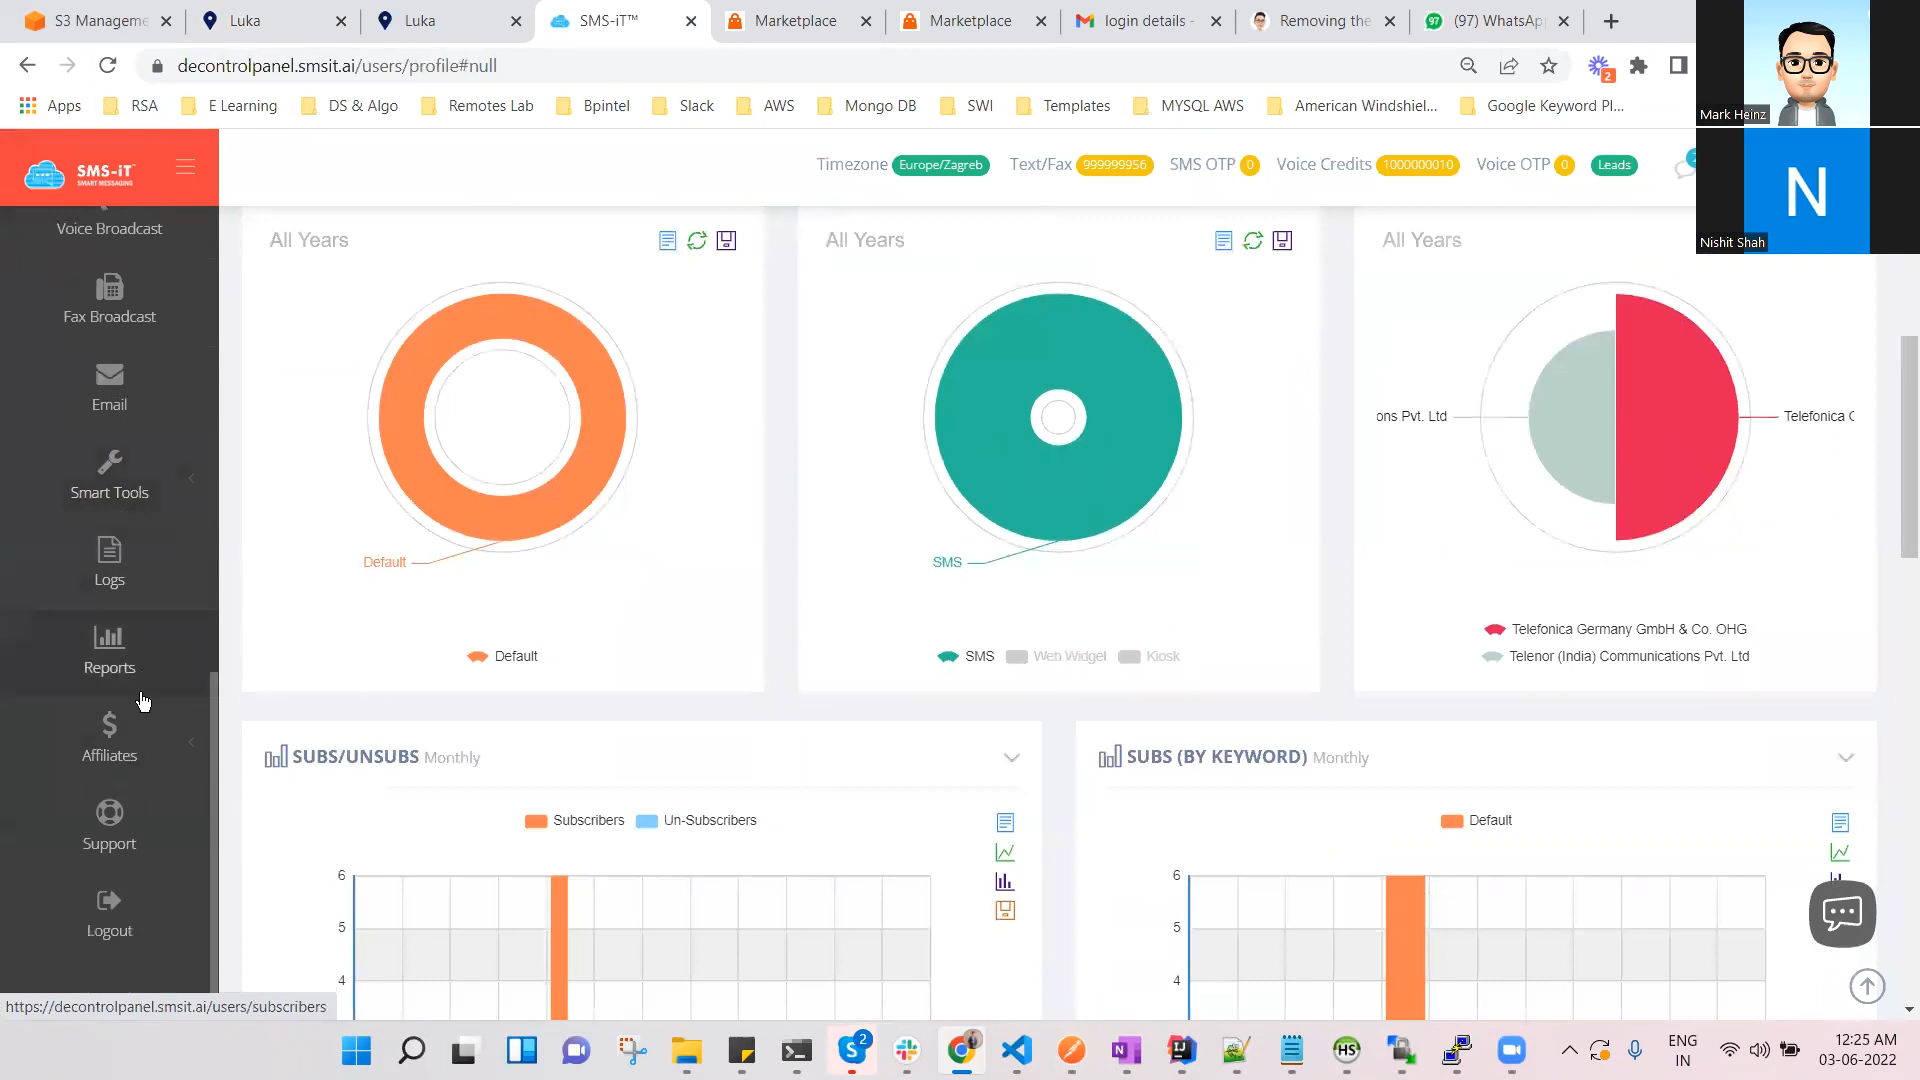 S3 Manageme
Luka
Luka
SMS-iT™
Marketplace
Marketplace
login details -
Removing the
97
(97) WhatsAp
decontrolpanel.smsit.ai/users/profile#null
2
Apps
RSA
E Learning
DS & Algo
Remotes Lab
Bpintel
Slack
AWS
Mongo DB
SWI
Templates
MYSQL AWS
American Windshiel...
Google Keyword Pl...
Mark Heinz
N
Nishit Shah
SMS-iT™
SMART MESSAGING
Timezone Europe/Zagreb
Text/Fax 999999956
SMS OTP 0
Voice Credits 1000000010
Voice OTP 0
Leads
Voice Broadcast
Fax Broadcast
Email
Smart Tools
Logs
Reports
Affiliates
Support
Logout
All Years
Default
Default
All Years
SMS
SMS Web Widget Kiosk
All Years
ons Pvt. Ltd
Telefonica
Telefonica Germany GmbH & Co. OHG
Telenor (India) Communications Pvt. Ltd
SUBS/UNSUBS Monthly
Subscribers Un-Subscribers
6
5
4
SUBS (BY KEYWORD) Monthly
Default
6
5
4
https://decontrolpanel.smsit.ai/users/subscribers
2
HS
ENG
IN
12:25 AM
03-06-2022